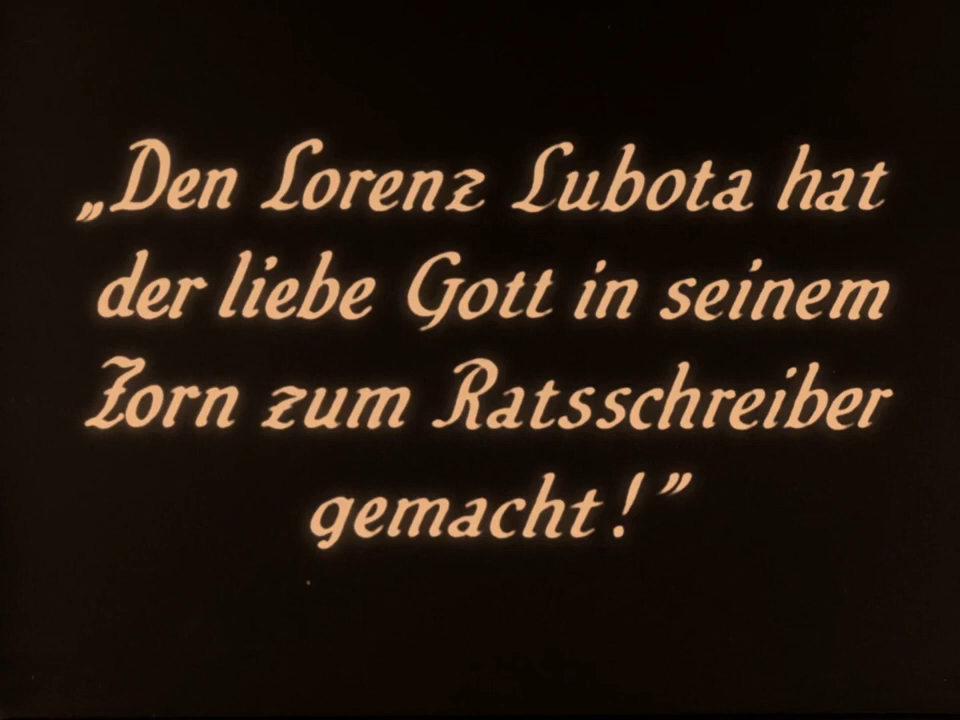 „Den Lorenz Lubota hat
der liebe Gott in seinem
Zorn zum Ratsschreiber
gemacht!”